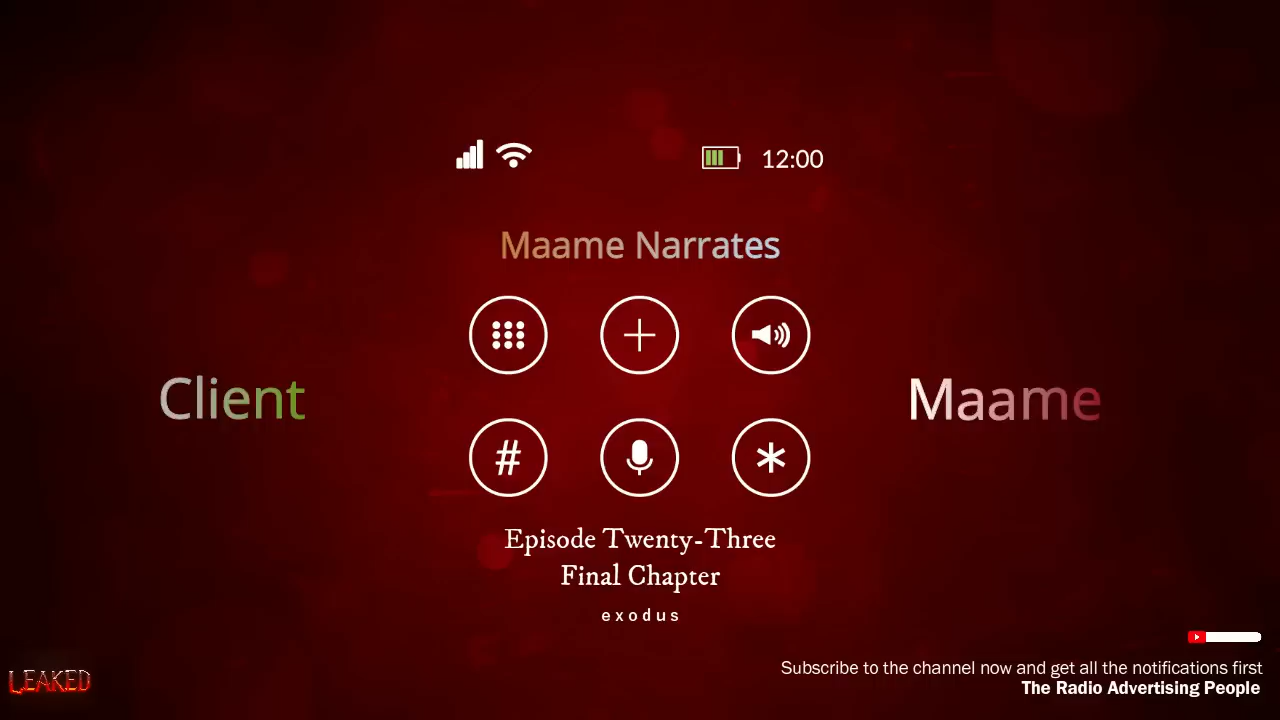 12:00
Maame Narrates
Client
Maame
#
*
Episode Twenty-Three
Final Chapter
exodus
Subscribe to the channel now and get all the notifications first
The Radio Advertising People
LEAKED